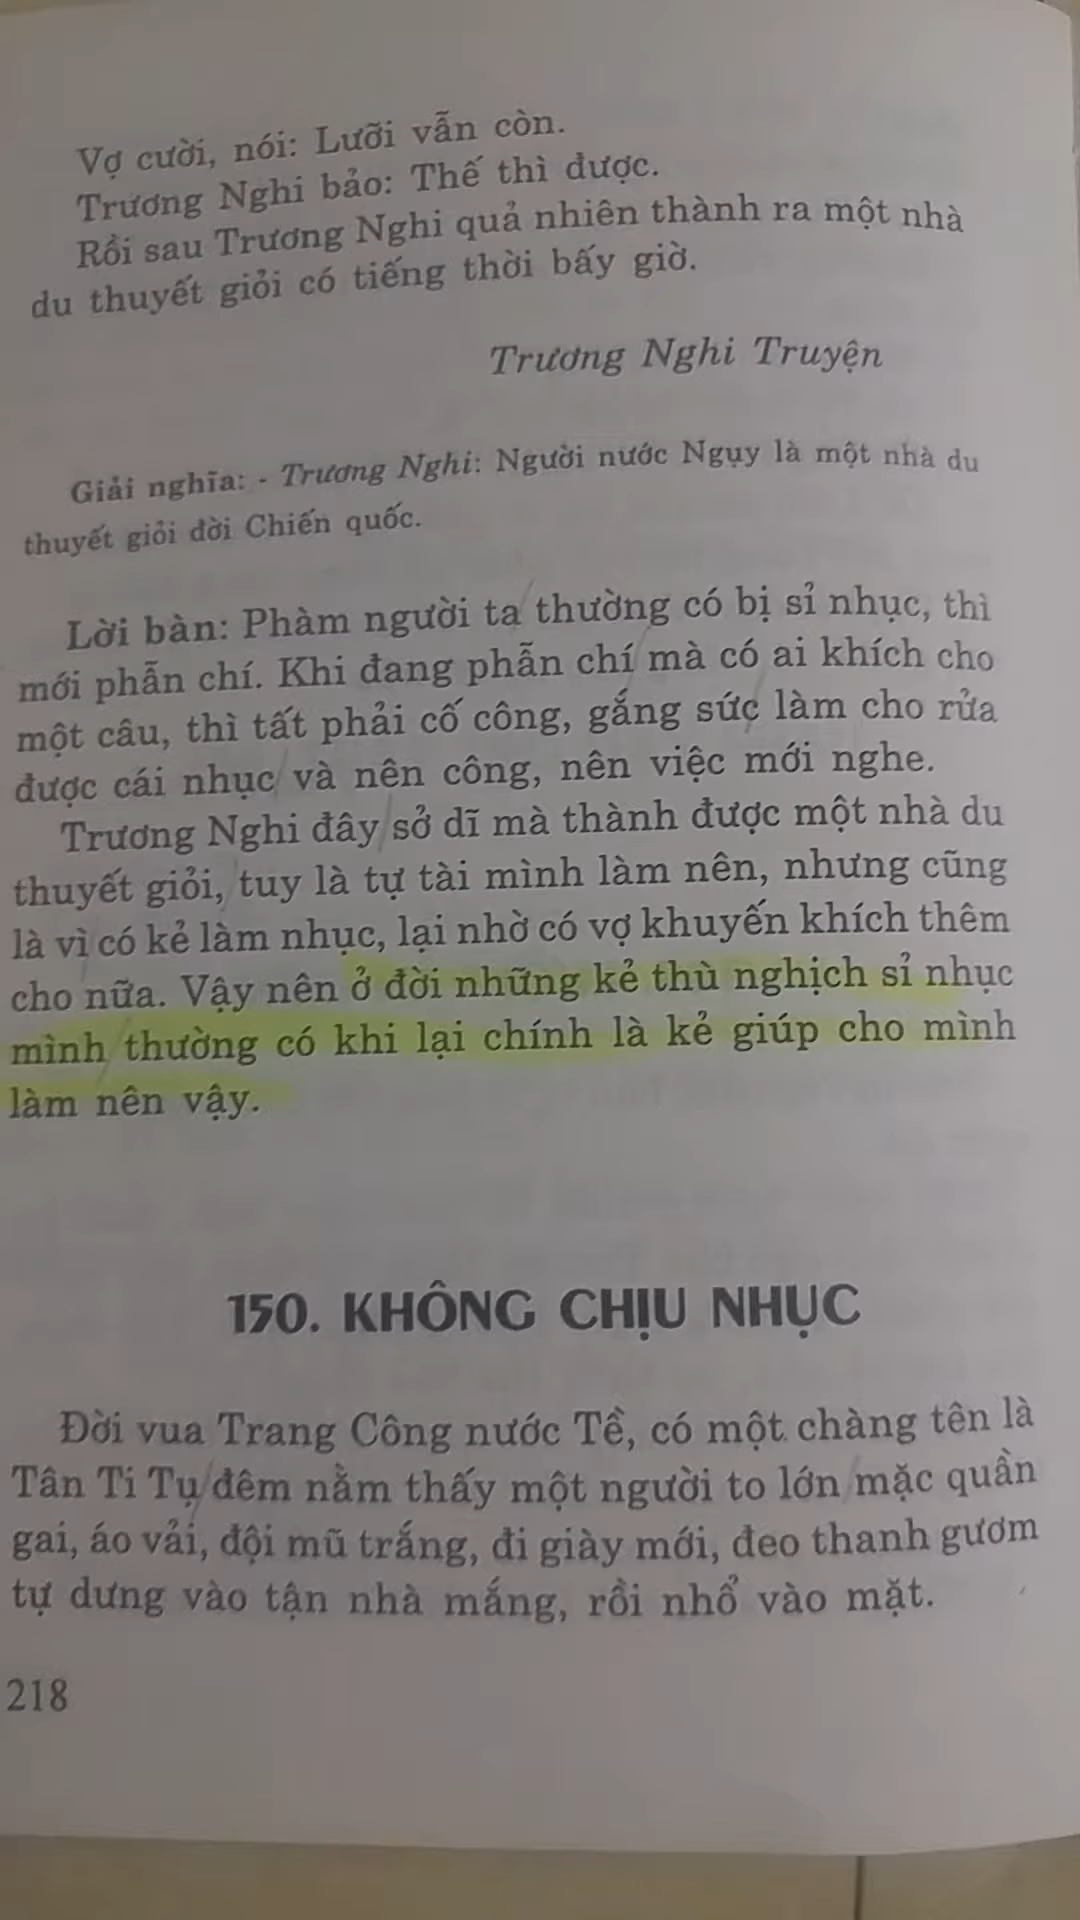 Vợ cười, nói: Lưỡi vẫn còn.
Trương Nghi bảo: Thế thì được.
Rồi sau Trương Nghi quả nhiên thành ra một nhà
du thuyết giỏi có tiếng thời bấy giờ.
Trương Nghi Truyện
Giải nghĩa: - Trương Nghi: Người nước Ngụy là một nhà du
thuyết giỏi đời Chiến quốc.
Lời bàn: Phàm người ta thường có bị sỉ nhục, thì
mới phẫn chí. Khi đang phẫn chí mà có ai khích cho
một câu, thì tất phải cố công, gắng sức làm cho rửa
được cái nhục và nên công, nên việc mới nghe.
Trương Nghi đây sở dĩ mà thành được một nhà du
thuyết giỏi, tuy là tự tài mình làm nên, nhưng cũng
là vì có kẻ làm nhục, lại nhờ có vợ khuyến khích thêm
cho nữa. Vậy nên ở đời những kẻ thù nghịch sỉ nhục
mình thường có khi lại chính là kẻ giúp cho mình
làm nên vậy.
150. KHÔNG CHỊU NHỤC
Đời vua Trang Công nước Tề, có một chàng tên là
Tân Ti Tụ đêm nằm thấy một người to lớn mặc quần
gai, áo vải, đội mũ trắng, đi giày mới, đeo thanh gươm
tự dưng vào tận nhà mắng, rồi nhổ vào mặt.
218